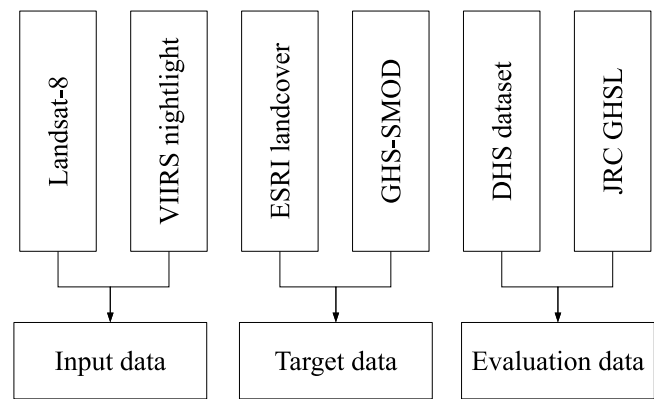 Landsat-8
VIIRS nightlight
ESRI landcover
GHS-SMOD
DHS dataset
JRC GHSL
Input data
Target data
Evaluation data